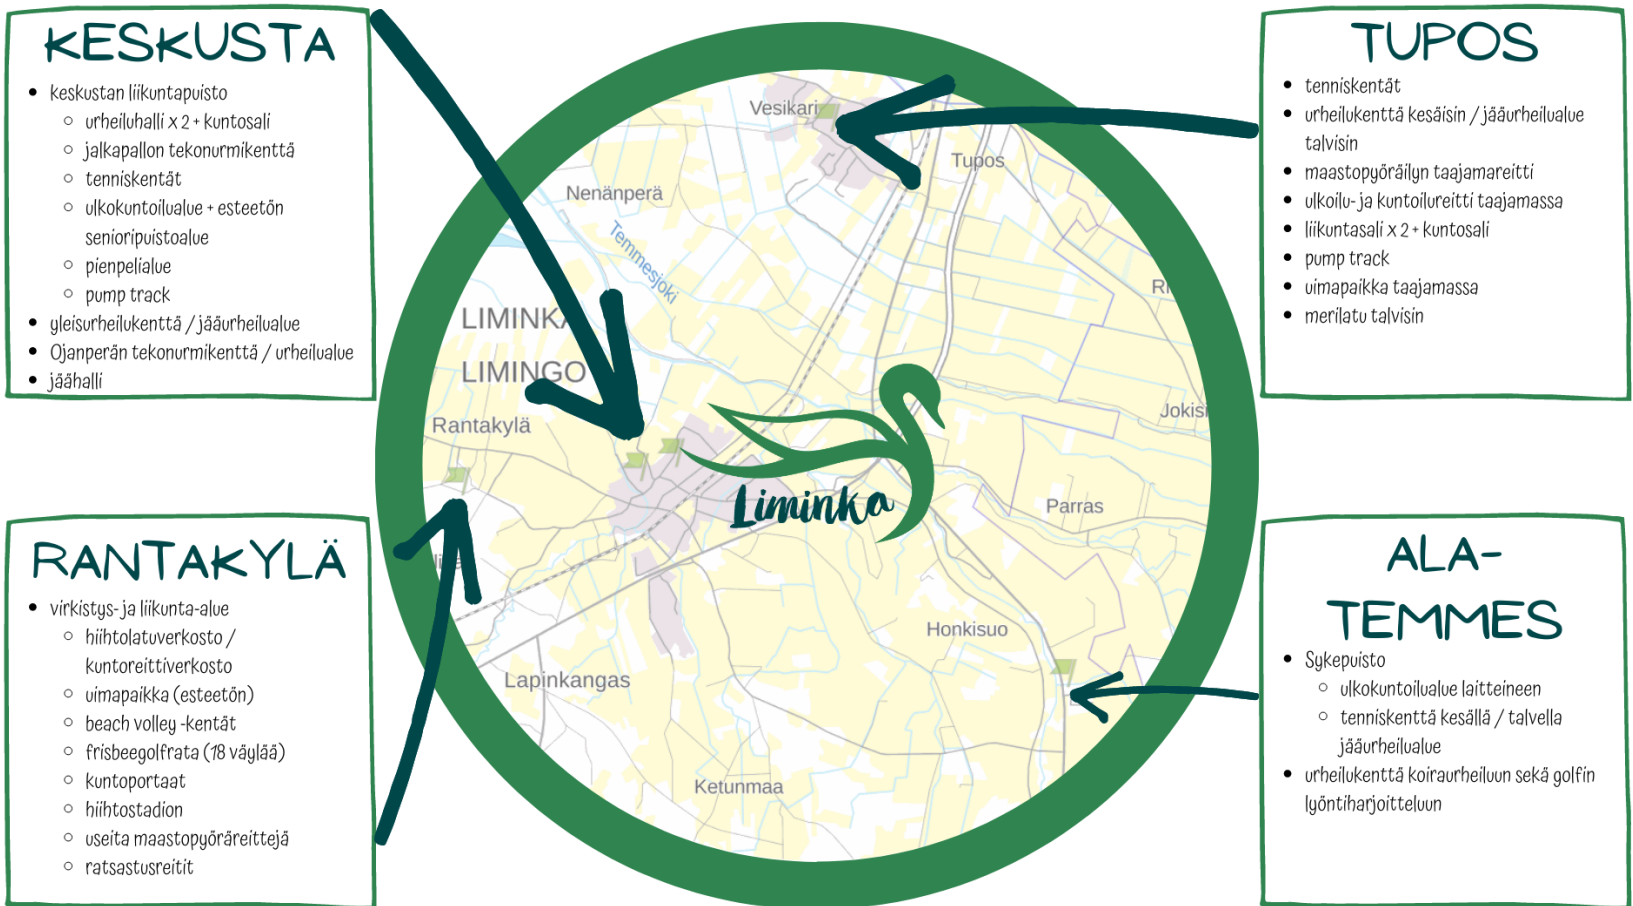 KESKUSTA
keskustan liikuntapuisto
urheiluhalli x 2 + kuntosali
jalkapallon tekonurmikenttä
tenniskentät
ulkokuntoilualue + esteetön
senioripuistoalue
pienpelialue
pump track
yleisurheilukenttä / jääurheilualue
Ojanperän tekonurmikenttä / urheilualue
jäähalli
RANTAKYLÄ
virkistys- ja liikunta-alue
hiihtolatuverkosto /
kuntoreittiverkosto
uimapaikka (esteetön)
beach volley -kentät
frisbeegolfrata (18 väylää)
kuntoportaat
hiihtostadion
useita maastopyöräreittejä
ratsastusreitit
Vesikari
Tupos
Nenänperä
Temmesjoki
LIMINKA
LIMINGO
Rantakylä
Jokisi
Liminka
Parras
Honkisuo
Lapinkangas
Ketunmaa
TUPOS
tenniskentät
urheilukenttä kesäisin / jääurheilualue
talvisin
maastopyöräilyn taajamareitti
ulkoilu- ja kuntoilureitti taajamassa
liikuntasali x 2 + kuntosali
pump track
uimapaikka taajamassa
merilatu talvisin
ALA-
TEMMES
Sykepuisto
ulkokuntoilualue laitteineen
tenniskenttä kesällä / talvella
jääurheilualue
urheilukenttä koiraurheiluun sekä golfin
lyöntiharjoitteluun